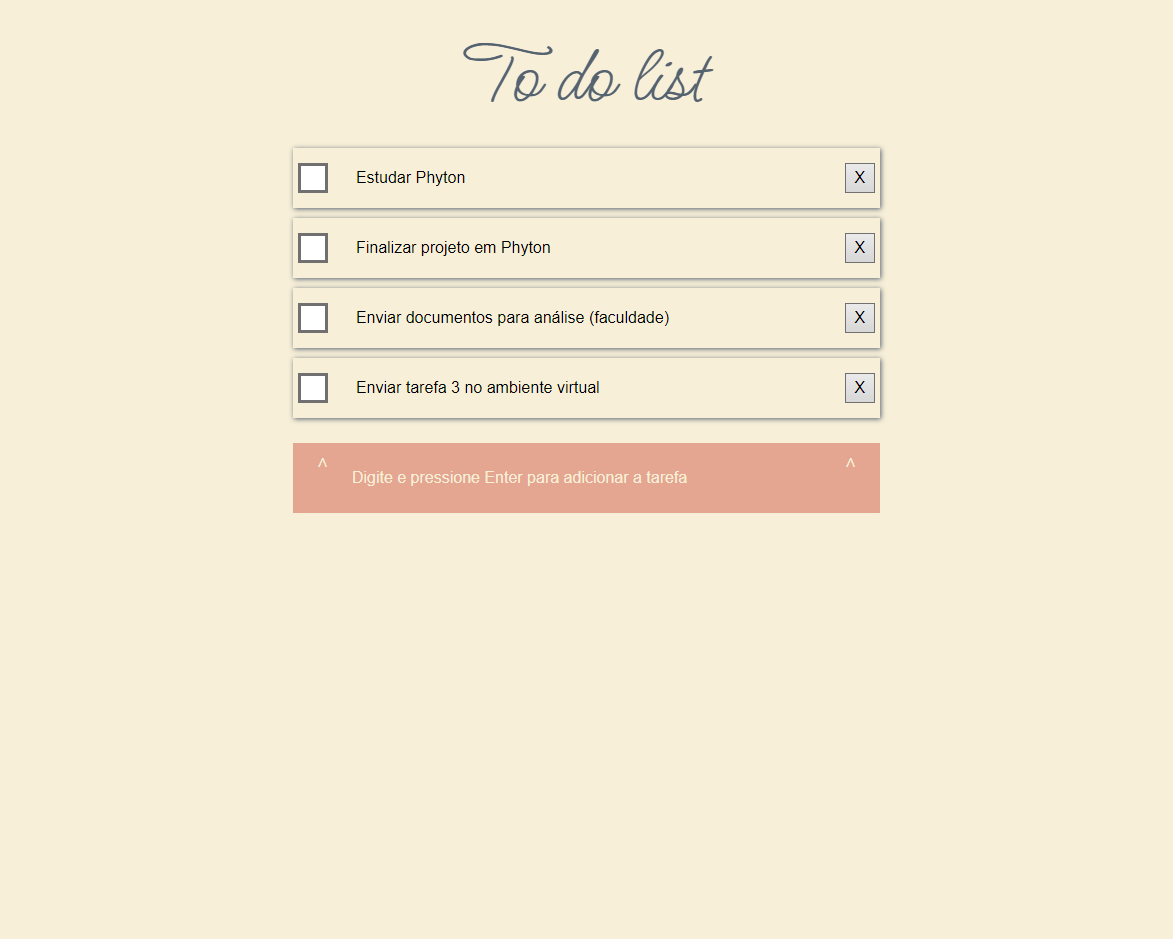 To do list
Estudar Phyton X
Finalizar projeto em Phyton X
Enviar documentos para análise (faculdade) X
Enviar tarefa 3 no ambiente virtual X
^ Digite e pressione Enter para adicionar a tarefa ^